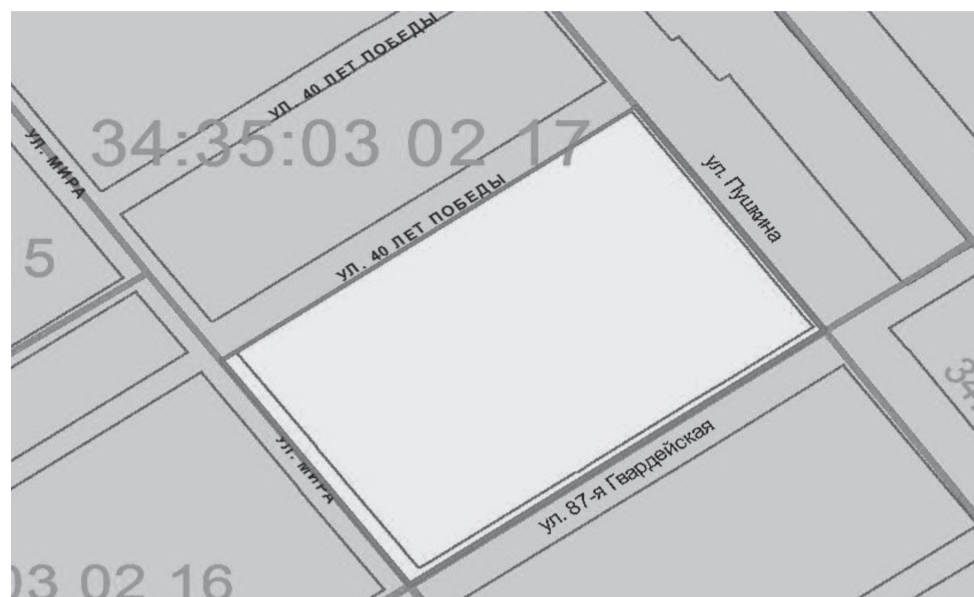 УЛ. 40 ЛЕТ ПОБЕДЫ
УЛ. МИРА
34:35:03 02 17
ул. Пушкина
УЛ. 40 ЛЕТ ПОБЕДЫ
5
34:
УЛ. МИРА
ул. 87-я Гвардейская
03 02 16